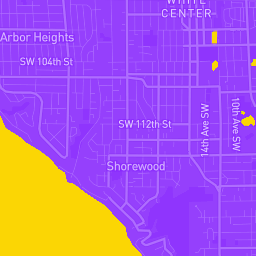 WHITE
CENTER
Arbor Heights
SW 104th St
SW 112th St
14th Ave SW
10th Ave SW
Shorewood